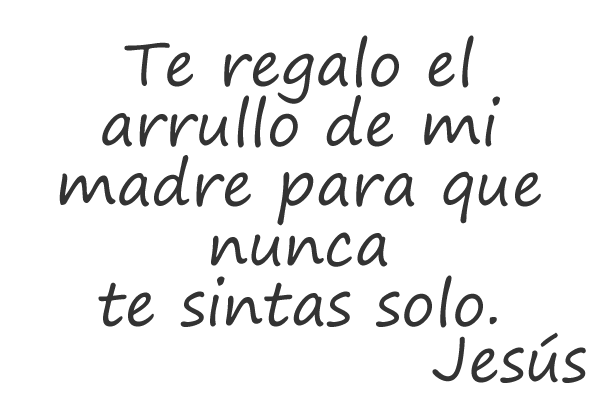 Te regalo el
arrullo de mi
madre para que
nunca
te sintas solo.
Jesús